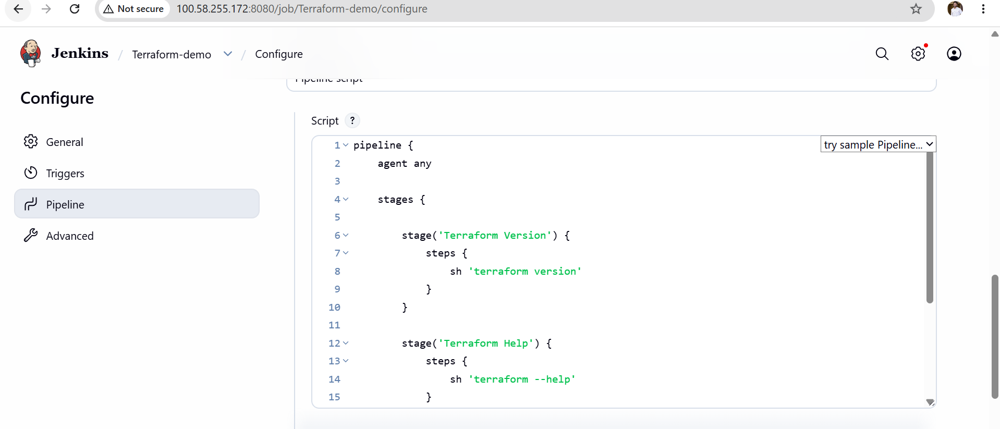 Not secure 100.58.255.172:8080/job/Terraform-demo/configure
Jenkins / Terraform-demo / Configure
Pipeline script
Configure
General
Triggers
Pipeline
Advanced
Script ?
try sample Pipeline...
1 pipeline {
2 agent any
3
4 stages {
5
6 stage('Terraform Version') {
7 steps {
8 sh 'terraform version'
9 }
10 }
11
12 stage('Terraform Help') {
13 steps {
14 sh 'terraform --help'
15 }